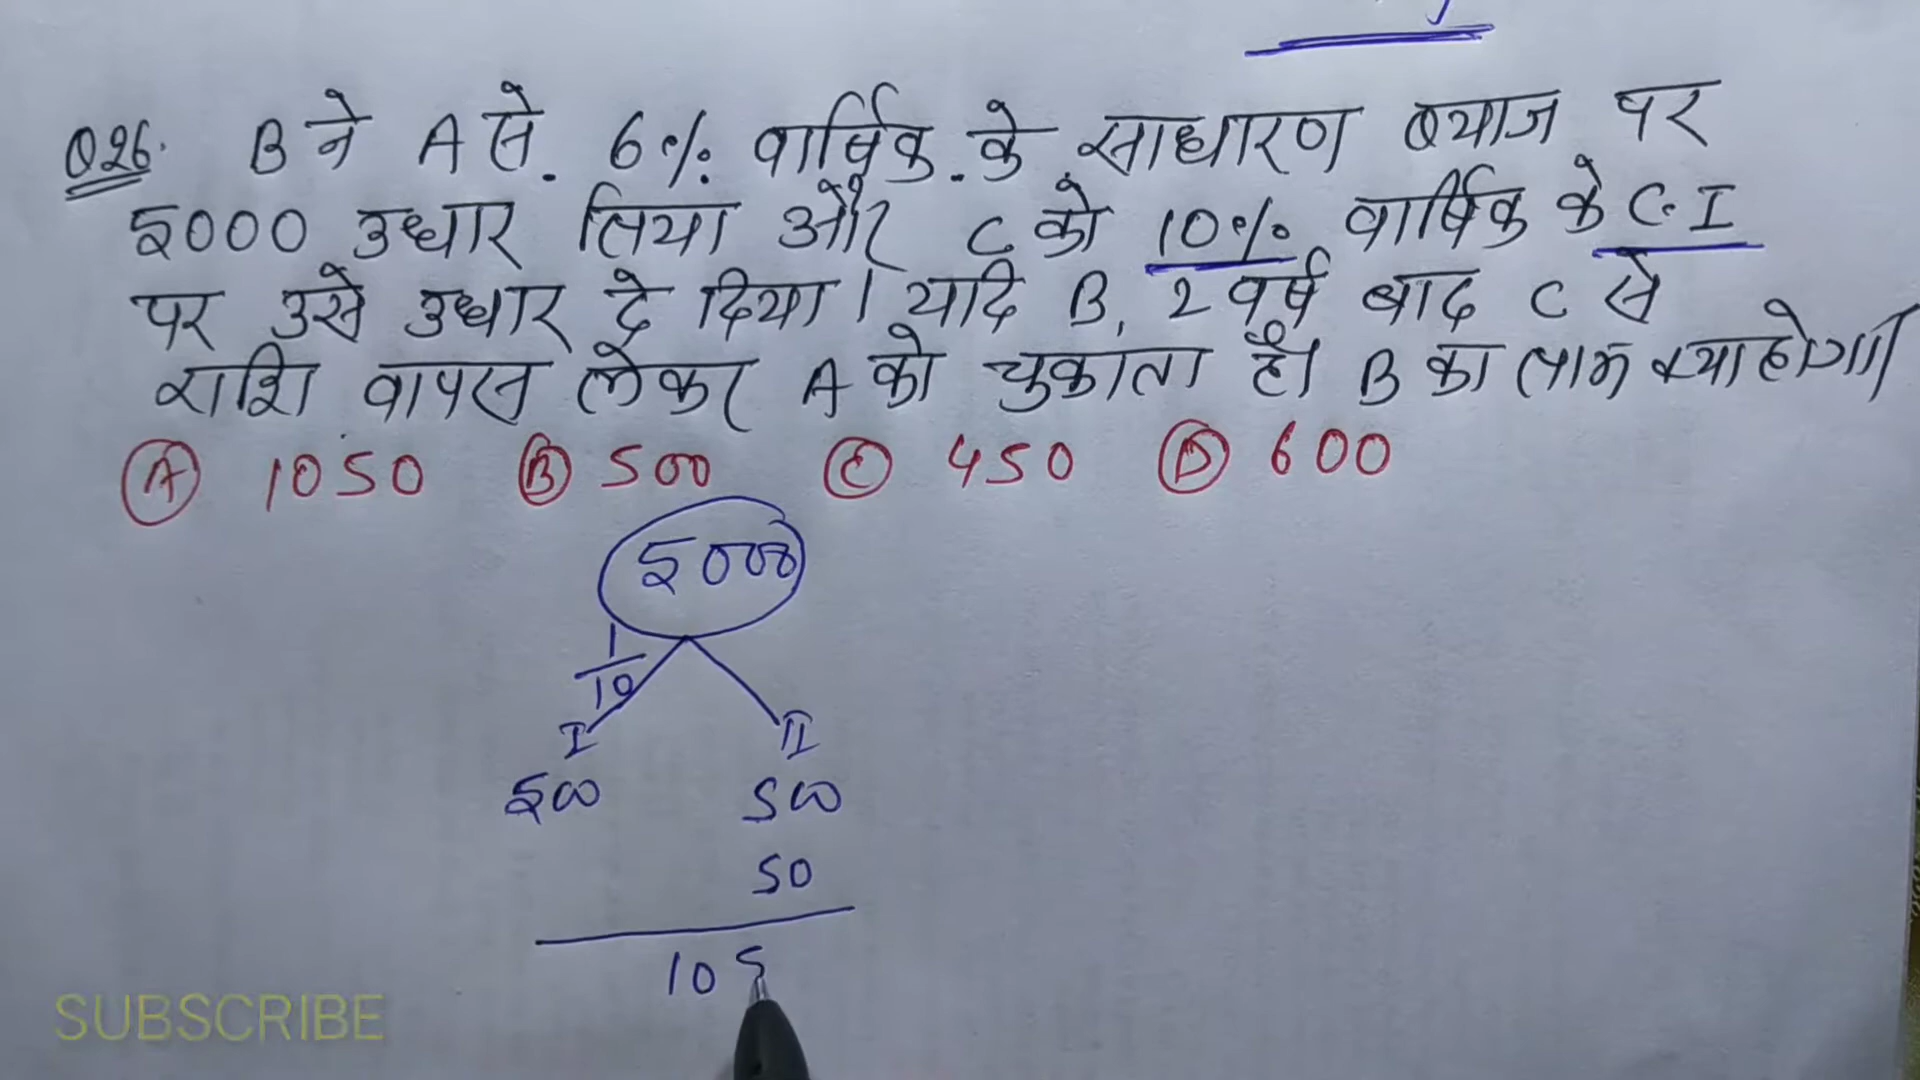 Q26. B ने A से 6% वार्षिक के साधारण ब्याज पर
5000 उधार लिया और C को 10% वार्षिक के C.I
पर उसे उधार दे दिया। यदि B, 2 वर्ष बाद C से
राशि वापस लेकर A को चुकाता है। B का लाभ क्या होगा।
(A) 1050 (B) 500 (C) 450 (D) 600
5000
1/10
I II
500 500
50
105
SUBSCRIBE